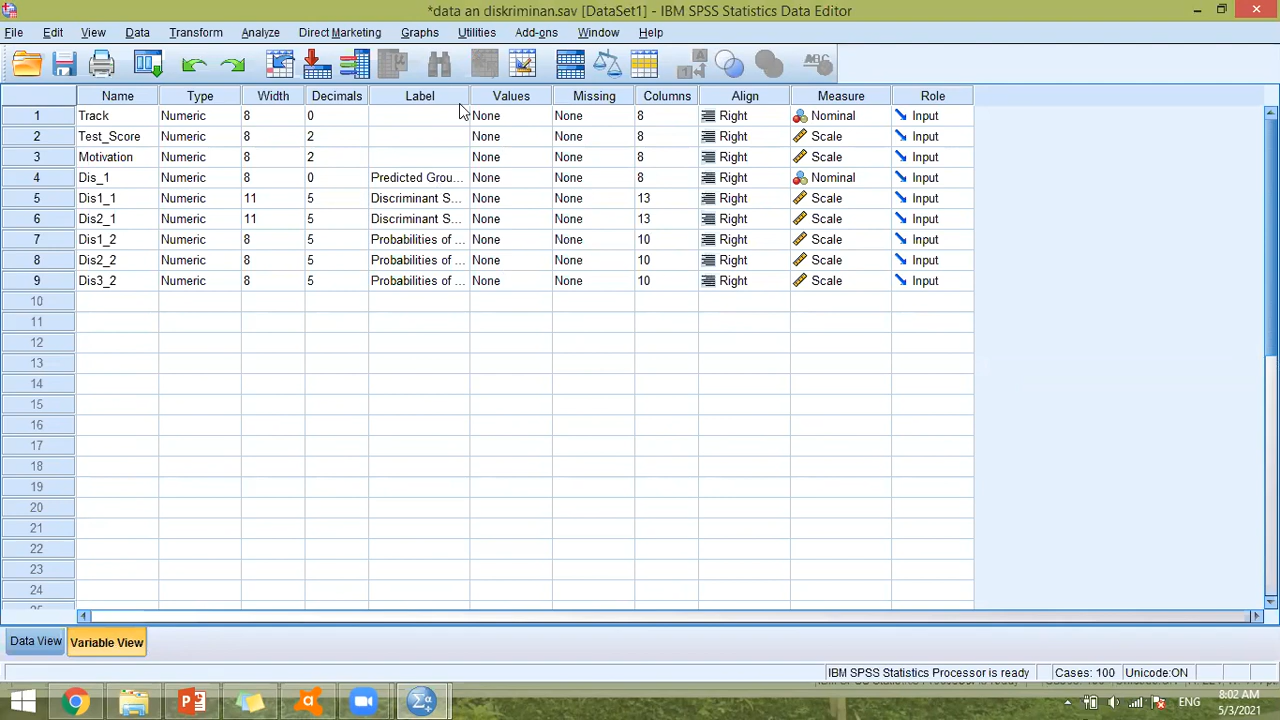 *data an diskriminan.sav [DataSet1] - IBM SPSS Statistics Data Editor
File Edit View Data Transform Analyze Direct Marketing Graphs Utilities Add-ons Window Help
Name Type Width Decimals Label Values Missing Columns Align Measure Role
1 Track Numeric 8 0 None None 8 Right Nominal Input
2 Test_Score Numeric 8 2 None None 8 Right Scale Input
3 Motivation Numeric 8 2 None None 8 Right Scale Input
4 Dis_1 Numeric 8 0 Predicted Grou... None None 8 Right Nominal Input
5 Dis1_1 Numeric 11 5 Discriminant S... None None 13 Right Scale Input
6 Dis2_1 Numeric 11 5 Discriminant S... None None 13 Right Scale Input
7 Dis1_2 Numeric 8 5 Probabilities of ... None None 10 Right Scale Input
8 Dis2_2 Numeric 8 5 Probabilities of ... None None 10 Right Scale Input
9 Dis3_2 Numeric 8 5 Probabilities of ... None None 10 Right Scale Input
10
11
12
13
14
15
16
17
18
19
20
21
22
23
24
Data View Variable View
IBM SPSS Statistics Processor is ready Cases: 100 Unicode:ON
ENG
8:02 AM
5/3/2021